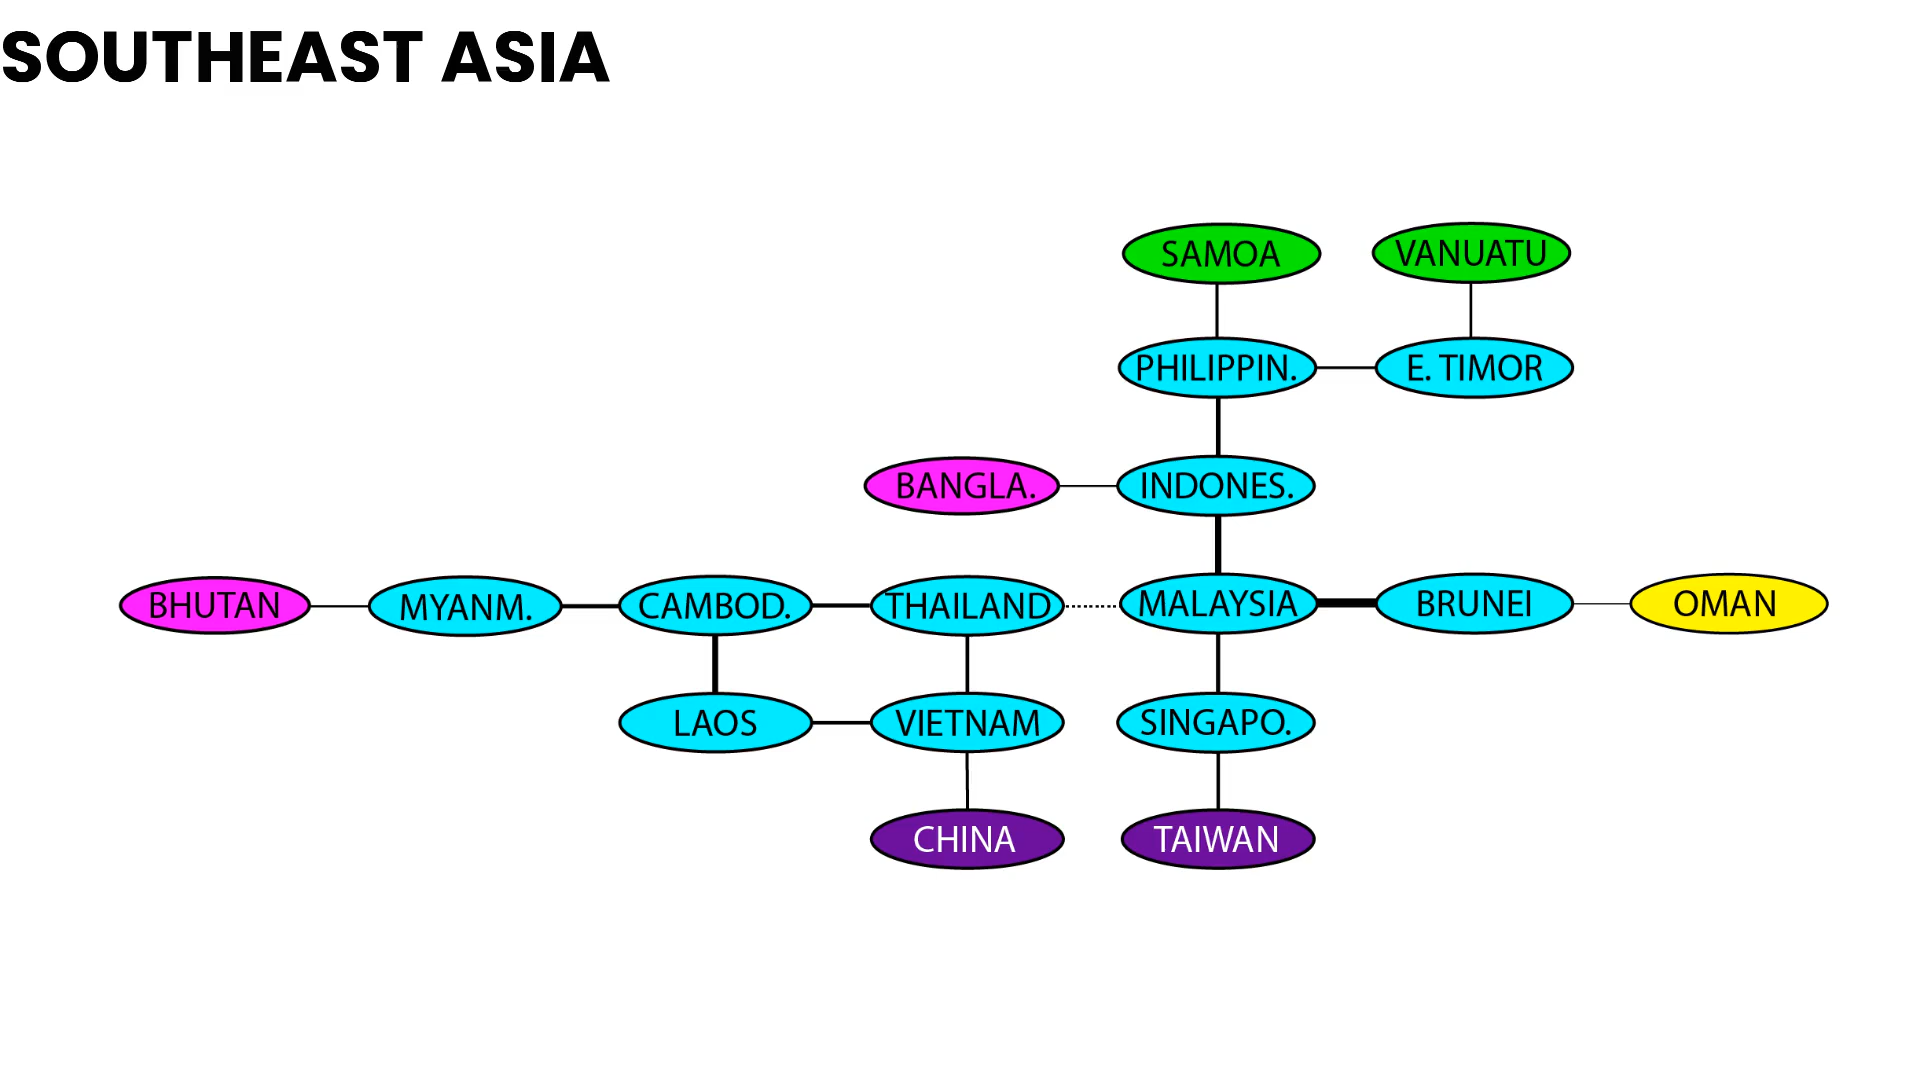 SOUTHEAST ASIA
SAMOA
VANUATU
PHILIPPIN.
E. TIMOR
BANGLA.
INDONES.
BHUTAN
MYANM.
CAMBOD.
THAILAND
MALAYSIA
BRUNEI
OMAN
LAOS
VIETNAM
SINGAPO.
CHINA
TAIWAN